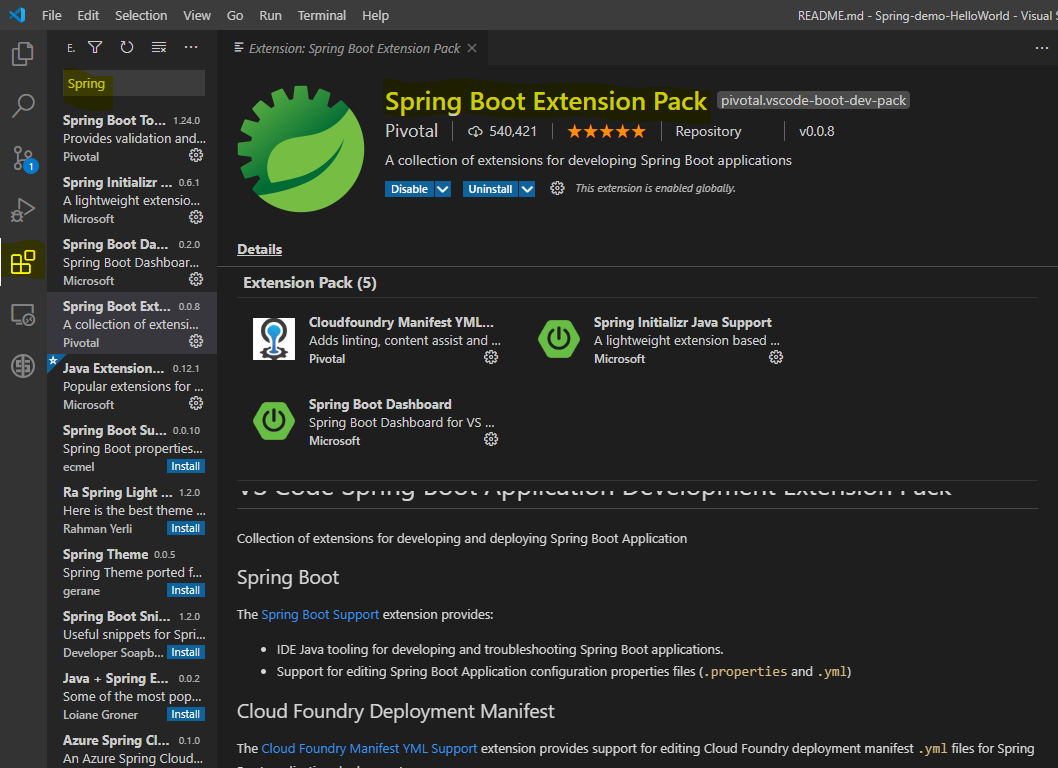 File Edit Selection View Go Run Terminal Help
README.md - Spring-demo-HelloWorld - Visual S
E.
Extension: Spring Boot Extension Pack
Spring
Spring Boot To... 1.24.0
Provides validation and...
Pivotal
Spring Initializr ... 0.6.1
A lightweight extensio...
Microsoft
Spring Boot Da... 0.2.0
Spring Boot Dashboar...
Microsoft
Spring Boot Ext... 0.0.8
A collection of extensi...
Pivotal
Java Extension... 0.12.1
Popular extensions for ...
Microsoft
Spring Boot Su... 0.0.10
Spring Boot properties...
ecmel Install
Ra Spring Light ... 1.2.0
Here is the best theme ...
Rahman Yerli Install
Spring Theme 0.0.5
Spring Theme ported f...
gerane Install
Spring Boot Sni... 1.2.0
Useful snippets for Spri...
Developer Soapb... Install
Java + Spring E... 0.0.2
Some of the most pop...
Loiane Groner Install
Azure Spring Cl... 0.1.0
An Azure Spring Cloud...
1
Spring Boot Extension Pack pivotal.vscode-boot-dev-pack
Pivotal 540,421 Repository v0.0.8
A collection of extensions for developing Spring Boot applications
Disable Uninstall This extension is enabled globally.
Details
Extension Pack (5)
Cloudfoundry Manifest YML...
Adds linting, content assist and ...
Pivotal
Spring Initializr Java Support
A lightweight extension based ...
Microsoft
Spring Boot Dashboard
Spring Boot Dashboard for VS ...
Microsoft
VS Code Spring Boot Application Development Extension Pack
Collection of extensions for developing and deploying Spring Boot Application
Spring Boot
The Spring Boot Support extension provides:
• IDE Java tooling for developing and troubleshooting Spring Boot applications.
• Support for editing Spring Boot Application configuration properties files (.properties and .yml)
Cloud Foundry Deployment Manifest
The Cloud Foundry Manifest YML Support extension provides support for editing Cloud Foundry deployment manifest .yml files for Spring